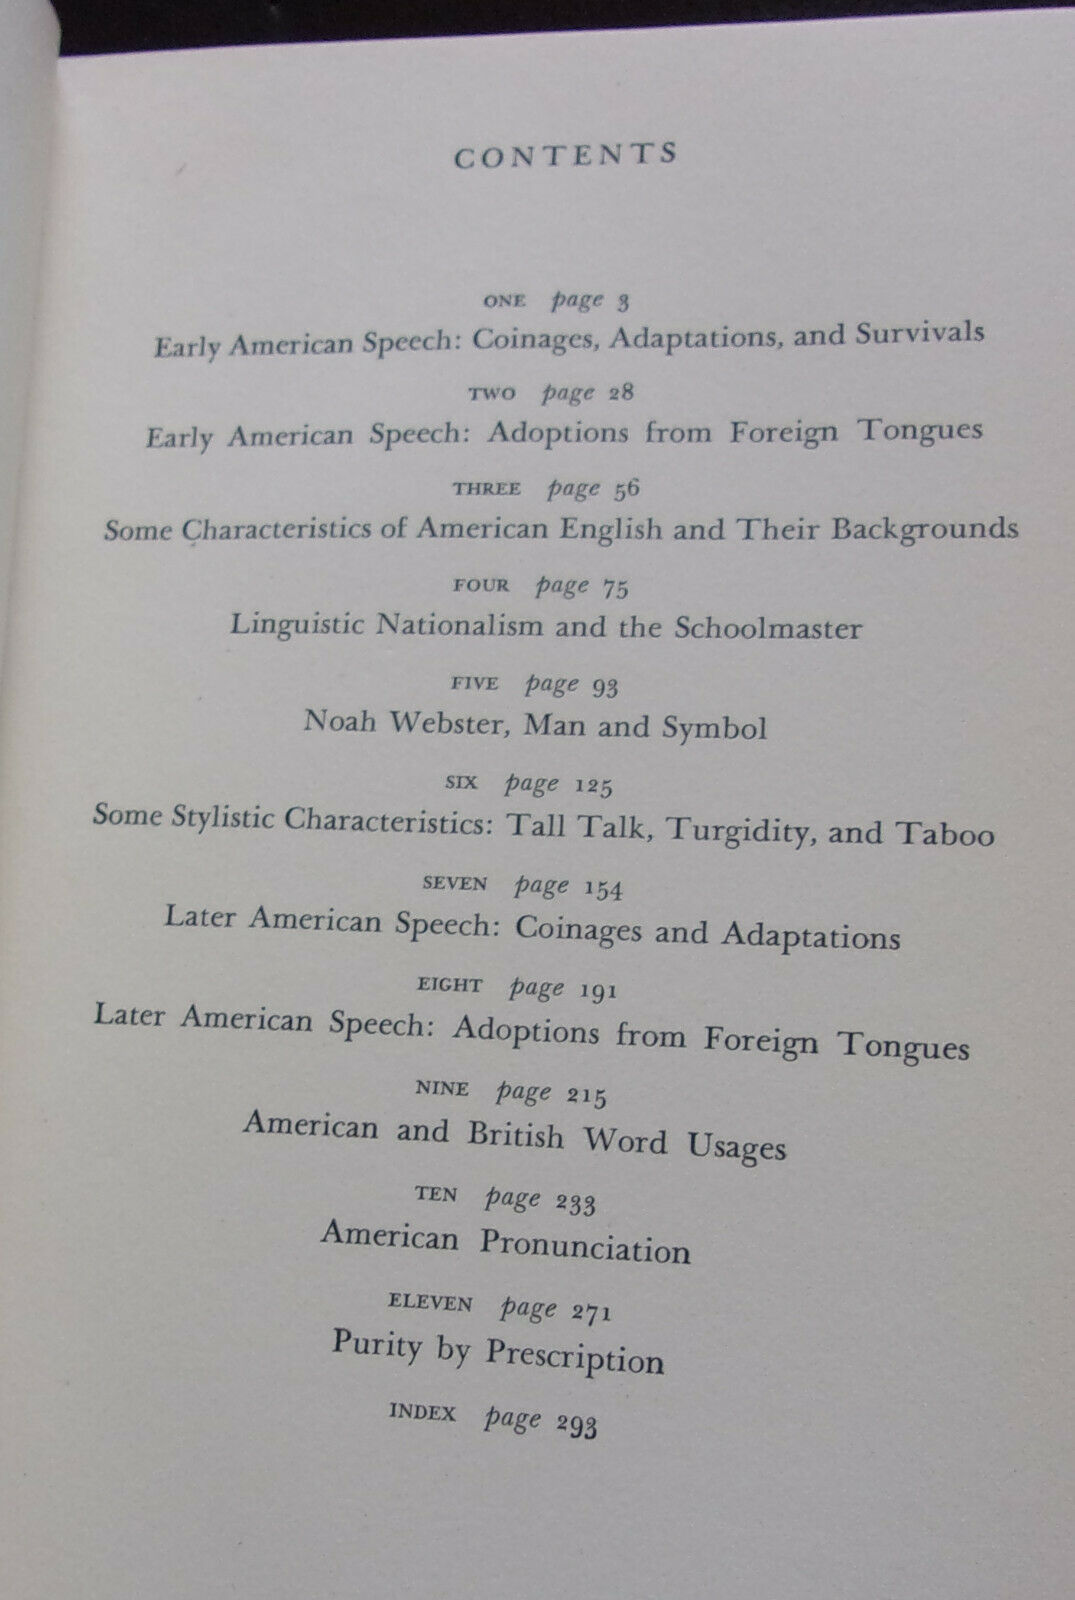 CONTENTS
ONE page 3
Early American Speech: Coinages, Adaptations, and Survivals
TWO page 28
Early American Speech: Adoptions from Foreign Tongues
THREE page 56
Some Characteristics of American English and Their Backgrounds
FOUR page 75
Linguistic Nationalism and the Schoolmaster
FIVE page 93
Noah Webster, Man and Symbol
SIX page 125
Some Stylistic Characteristics: Tall Talk, Turgidity, and Taboo
SEVEN page 154
Later American Speech: Coinages and Adaptations
EIGHT page 191
Later American Speech: Adoptions from Foreign Tongues
NINE page 215
American and British Word Usages
TEN page 233
American Pronunciation
ELEVEN page 271
Purity by Prescription
INDEX page 293